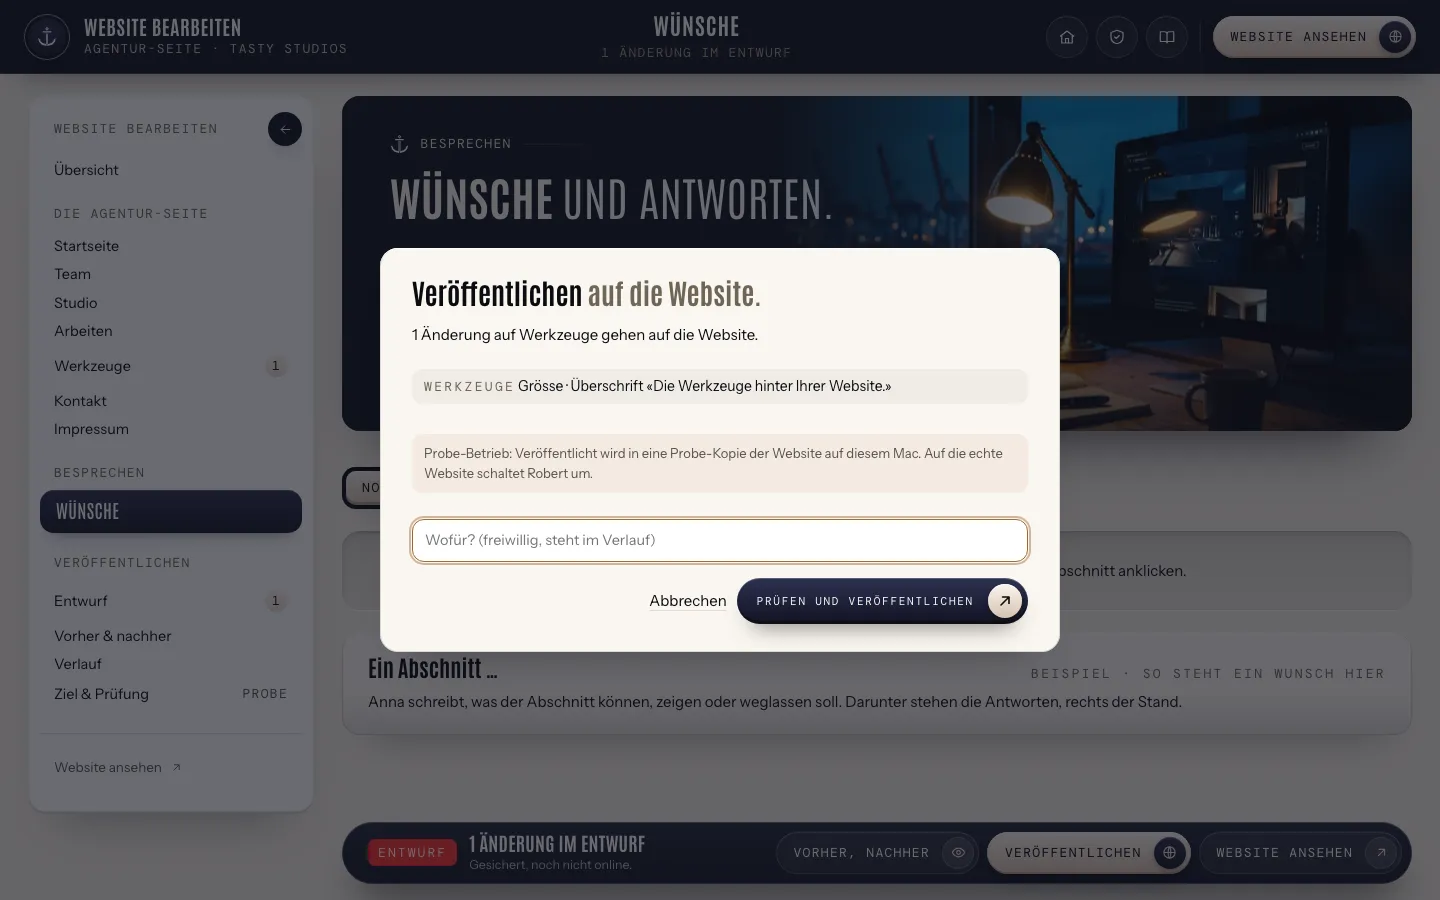 WEBSITE BEARBEITEN
AGENTUR-SEITE · TASTY STUDIOS
WÜNSCHE
1 ÄNDERUNG IM ENTWURF
WEBSITE ANSEHEN
WEBSITE BEARBEITEN
Übersicht
DIE AGENTUR-SEITE
Startseite
Team
Studio
Arbeiten
Werkzeuge 1
Kontakt
Impressum
BESPRECHEN
WÜNSCHE
VERÖFFENTLICHEN
Entwurf 1
Vorher & nachher
Verlauf
Ziel & Prüfung PROBE
Website ansehen
BESPRECHEN
WÜNSCHE UND ANTWORTEN.
Veröffentlichen auf die Website.
1 Änderung auf Werkzeuge gehen auf die Website.
WERKZEUGE Grösse · Überschrift «Die Werkzeuge hinter Ihrer Website.»
Probe-Betrieb: Veröffentlicht wird in eine Probe-Kopie der Website auf diesem Mac. Auf die echte
Website schaltet Robert um.
Wofür? (freiwillig, steht im Verlauf)
Abbrechen
PRÜFEN UND VERÖFFENTLICHEN
anklicken.
Ein Abschnitt …
BEISPIEL · SO STEHT EIN WUNSCH HIER
Anna schreibt, was der Abschnitt können, zeigen oder weglassen soll. Darunter stehen die Antworten, rechts der Stand.
ENTWURF
1 ÄNDERUNG IM ENTWURF
Gesichert, noch nicht online.
VORHER, NACHHER
VERÖFFENTLICHEN
WEBSITE ANSEHEN